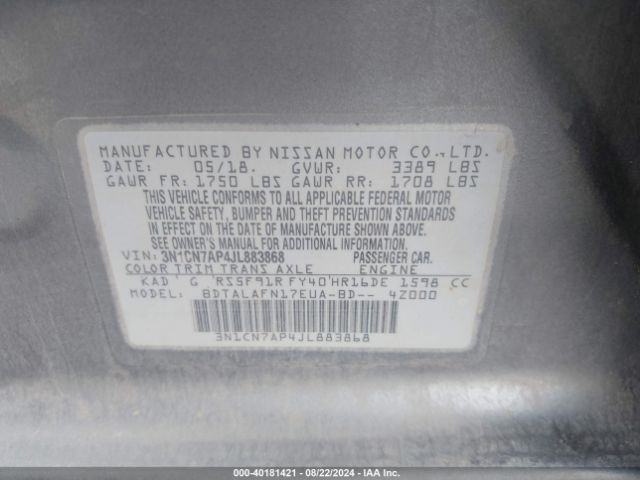 MANUFACTURED BY NISSAN MOTOR CO.,LTD.
DATE: 05/18. GVWR: 3389 LBS
GAWR FR: 1750 LBS GAWR RR: 1708 LBS
THIS VEHICLE CONFORMS TO ALL APPLICABLE FEDERAL MOTOR
VEHICLE SAFETY, BUMPER AND THEFT PREVENTION STANDARDS
IN EFFECT ON THE DATE OF MANUFACTURE SHOWN ABOVE.
SEE OWNER'S MANUAL FOR ADDITIONAL INFORMATION.
VIN: 3N1CN7AP4JL883868 PASSENGER CAR.
COLOR TRIM TRANS AXLE ENGINE
KAD G RS5F91R FY40 HR16DE 1598 CC
MODEL: BDTALAFN17EUA-BD-- 4Z000
3N1CN7AP4JL883868
000-40181421 | 08/22/2024 | IAAI.COM